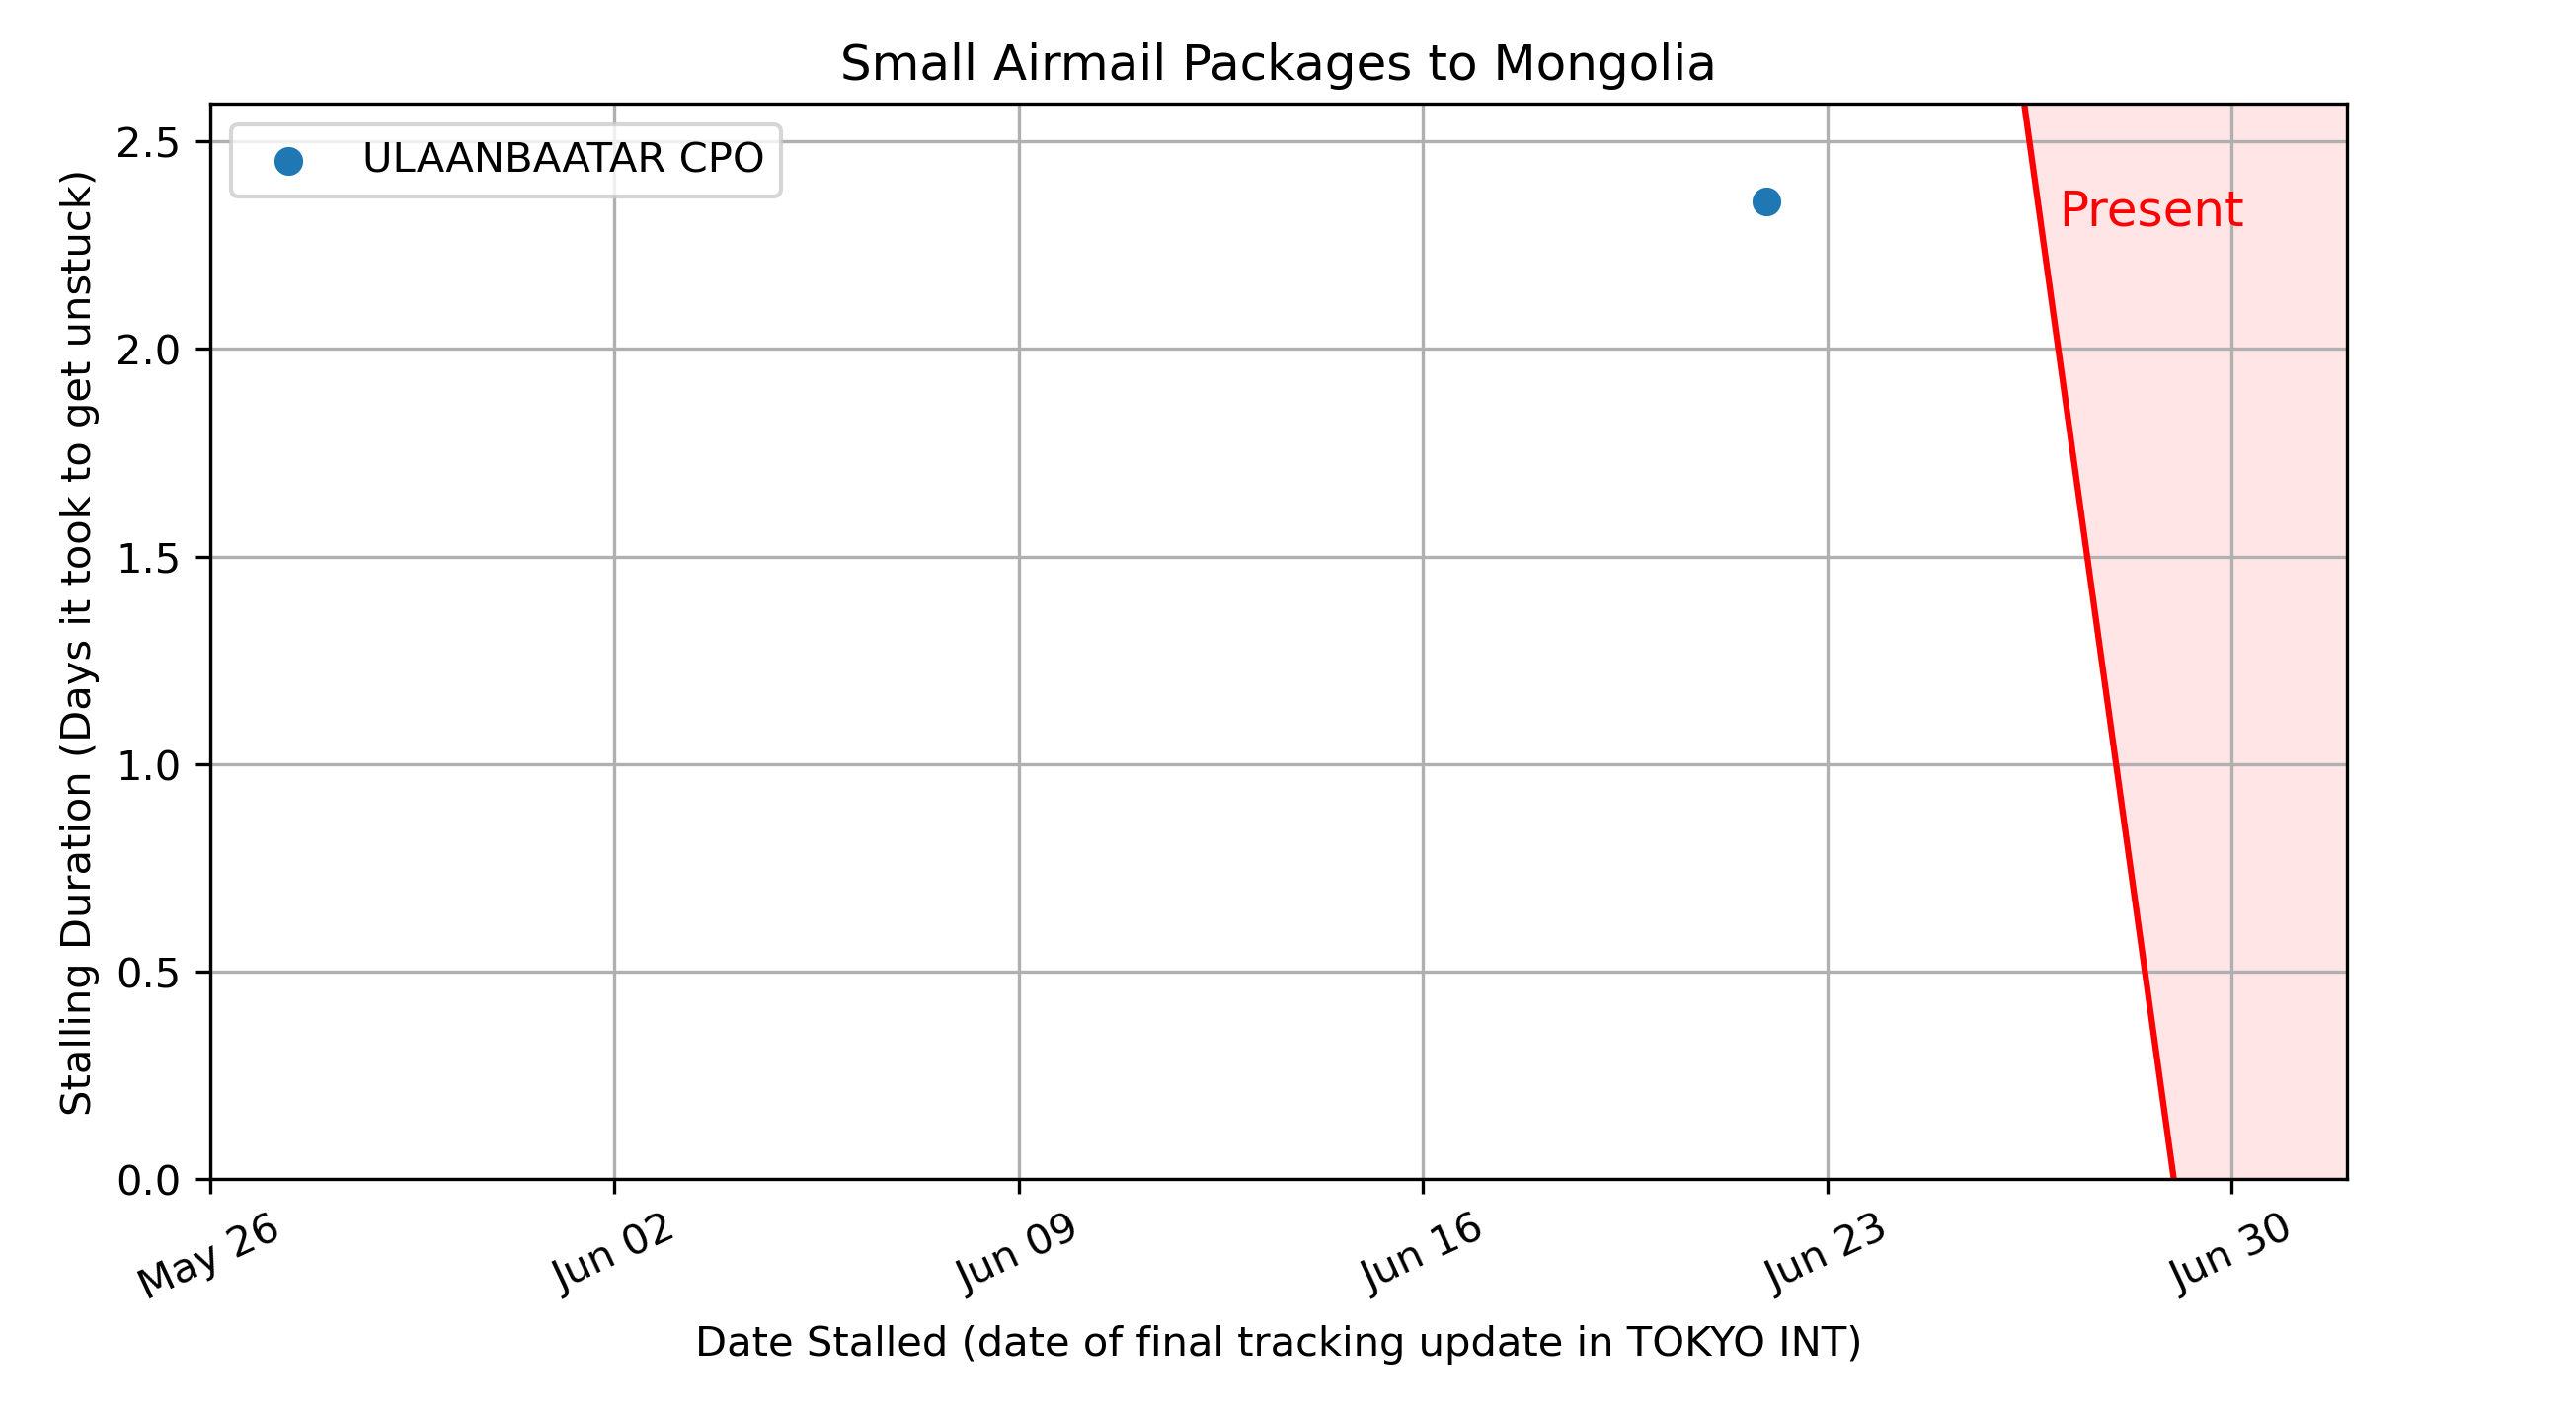 Small Airmail Packages to Mongolia
ULAANBAATAR CPO
Present
Stalling Duration (Days it took to get unstuck)
2.5
2.0
1.5
1.0
0.5
0.0
May 26
Jun 02
Jun 09
Jun 16
Jun 23
Jun 30
Date Stalled (date of final tracking update in TOKYO INT)